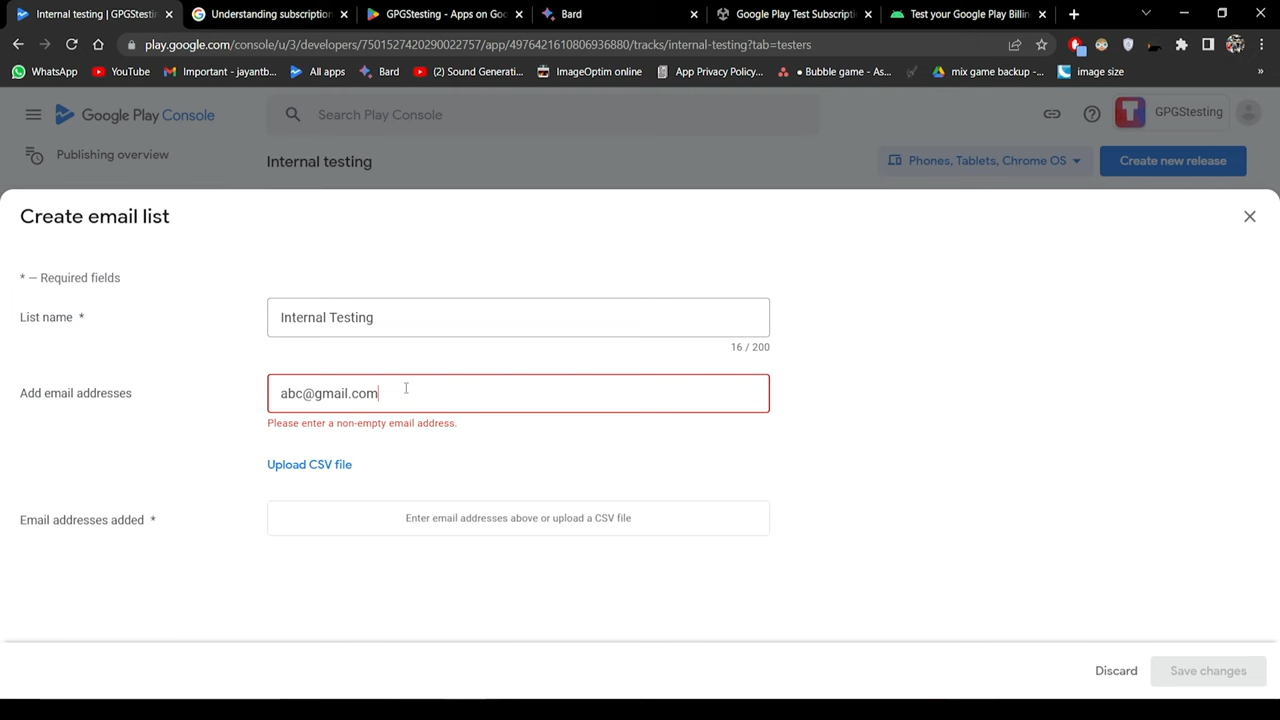 Internal testing | GPGStesting
Understanding subscription
GPGStesting - Apps on Goo
Bard
Google Play Test Subscripti
Test your Google Play Billin
play.google.com/console/u/3/developers/7501527420290022757/app/4976421610806936880/tracks/internal-testing?tab=testers
WhatsApp
YouTube
Important - jayantb...
All apps
Bard
(2) Sound Generati...
ImageOptim online
App Privacy Policy...
● Bubble game - As...
mix game backup -...
image size
»
Google Play Console
Search Play Console
GPGStesting
Publishing overview
Internal testing
Phones, Tablets, Chrome OS
Create new release
Create email list
* — Required fields
List name *
Internal Testing
16 / 200
Add email addresses
abc@gmail.com
Please enter a non-empty email address.
Upload CSV file
Email addresses added *
Enter email addresses above or upload a CSV file
Discard
Save changes